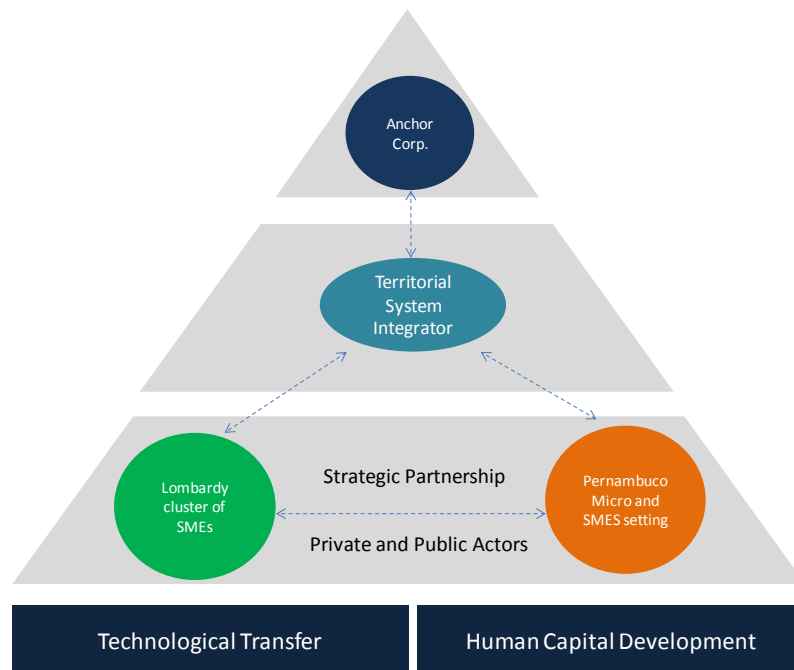 Anchor
Corp.
Territorial
System
Integrator
Strategic Partnership
Lombardy
cluster of
SMEs
Pernambuco
Micro and
SMES setting
Private and Public Actors
Technological Transfer
Human Capital Development